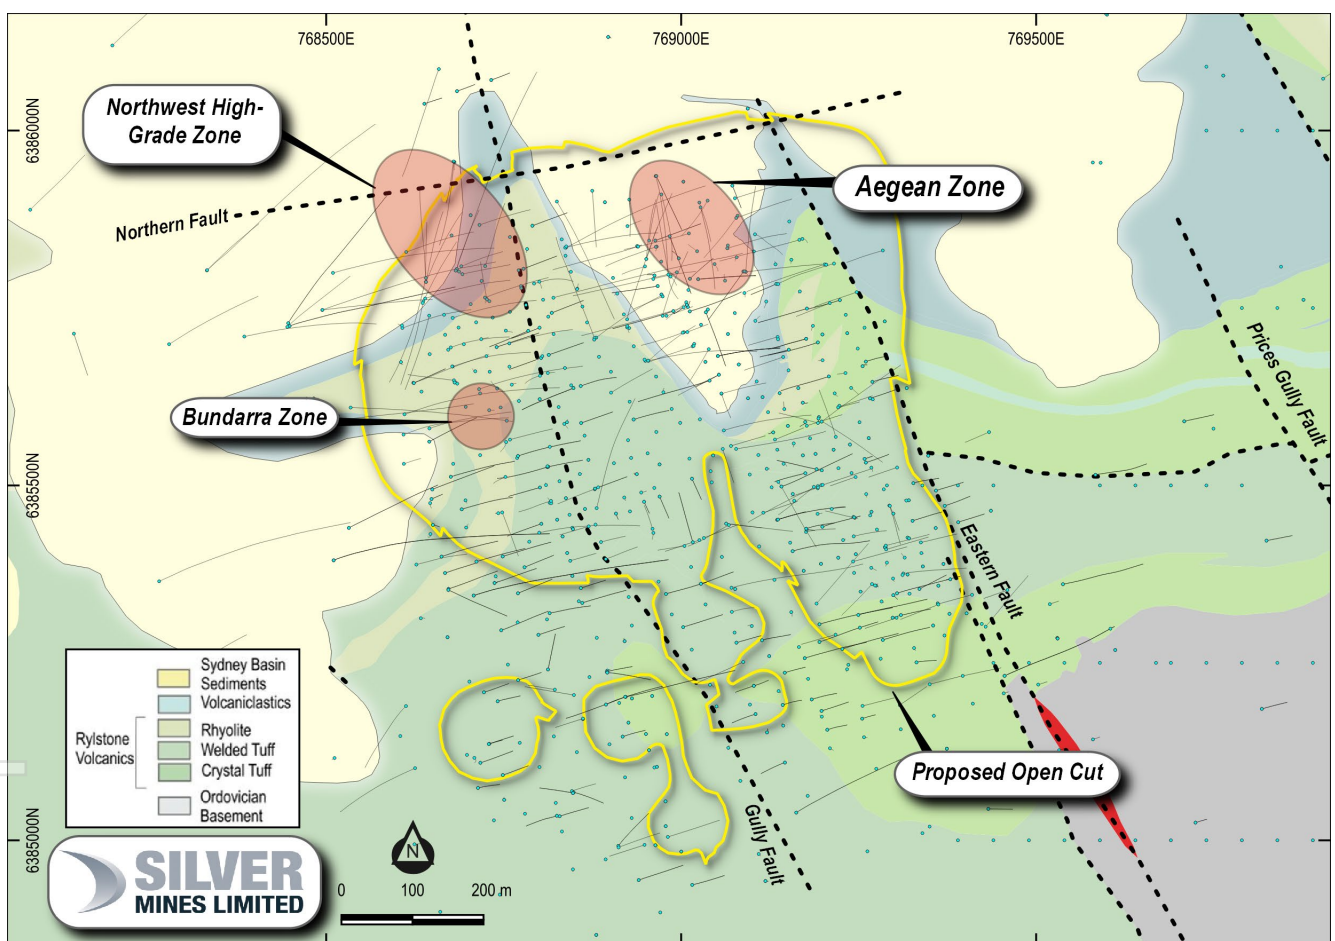 768500E
769000E
769500E
6386000N
6385500N
6385000N
Northwest High-
Grade Zone
Aegean Zone
Northern Fault
Bundarra Zone
Prices Gully Fault
Eastern Fault
Gully Fault
Proposed Open Cut
Sydney Basin
Sediments
Volcaniclastics
Rylstone
Volcanics
Rhyolite
Welded Tuff
Crystal Tuff
Ordovician
Basement
SILVER
MINES LIMITED
N
0 100 200 m